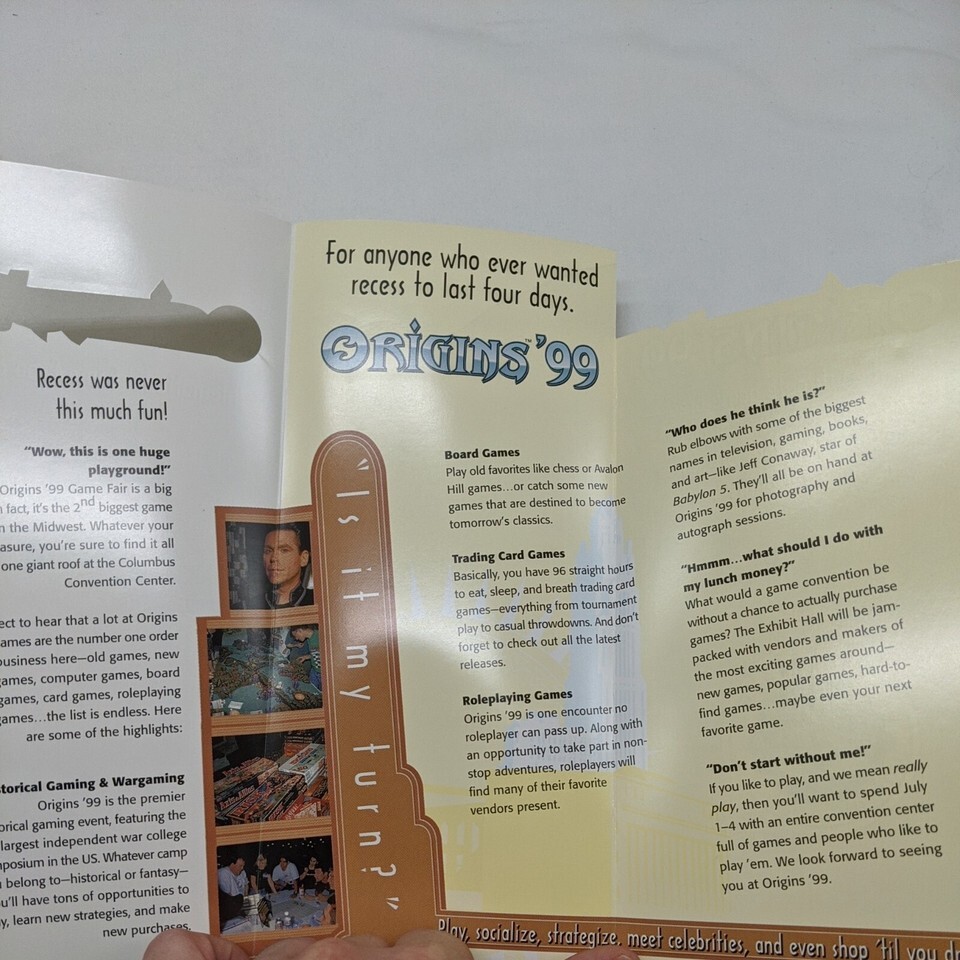 Recess was never
this much fun!
"Wow, this is one huge
playground!"
Origins '99 Game Fair is a big
fact, it's the 2nd biggest game
the Midwest. Whatever your
asure, you're sure to find it all
one giant roof at the Columbus
Convention Center.
ect to hear that a lot at Origins
ames are the number one order
business here—old games, new
games, computer games, board
games, card games, roleplaying
games...the list is endless. Here
are some of the highlights:
storical Gaming & Wargaming
Origins '99 is the premier
orical gaming event, featuring the
largest independent war college
mposium in the US. Whatever camp
belong to—historical or fantasy—
u'll have tons of opportunities to
y, learn new strategies, and make
new purchases.
For anyone who ever wanted
recess to last four days.
ORIGINS™ '99
"Is it my turn?"
Board Games
Play old favorites like chess or Avalon
Hill games...or catch some new
games that are destined to become
tomorrow's classics.
Trading Card Games
Basically, you have 96 straight hours
to eat, sleep, and breath trading card
games—everything from tournament
play to casual throwdowns. And don't
forget to check out all the latest
releases.
Roleplaying Games
Origins '99 is one encounter no
roleplayer can pass up. Along with
an opportunity to take part in non-
stop adventures, roleplayers will
find many of their favorite
vendors present.
"Who does he think he is?"
Rub elbows with some of the biggest
names in television, gaming, books,
and art—like Jeff Conaway, star of
Babylon 5. They'll all be on hand at
Origins '99 for photography and
autograph sessions.
"Hmmm...what should I do with
my lunch money?"
What would a game convention be
without a chance to actually purchase
games? The Exhibit Hall will be jam-
packed with vendors and makers of
the most exciting games around—
new games, popular games, hard-to-
find games...maybe even your next
favorite game.
"Don't start without me!"
If you like to play, and we mean really
play, then you'll want to spend July
1–4 with an entire convention center
full of games and people who like to
play 'em. We look forward to seeing
you at Origins '99.
Play, socialize, strategize, meet celebrities, and even shop 'til you dr